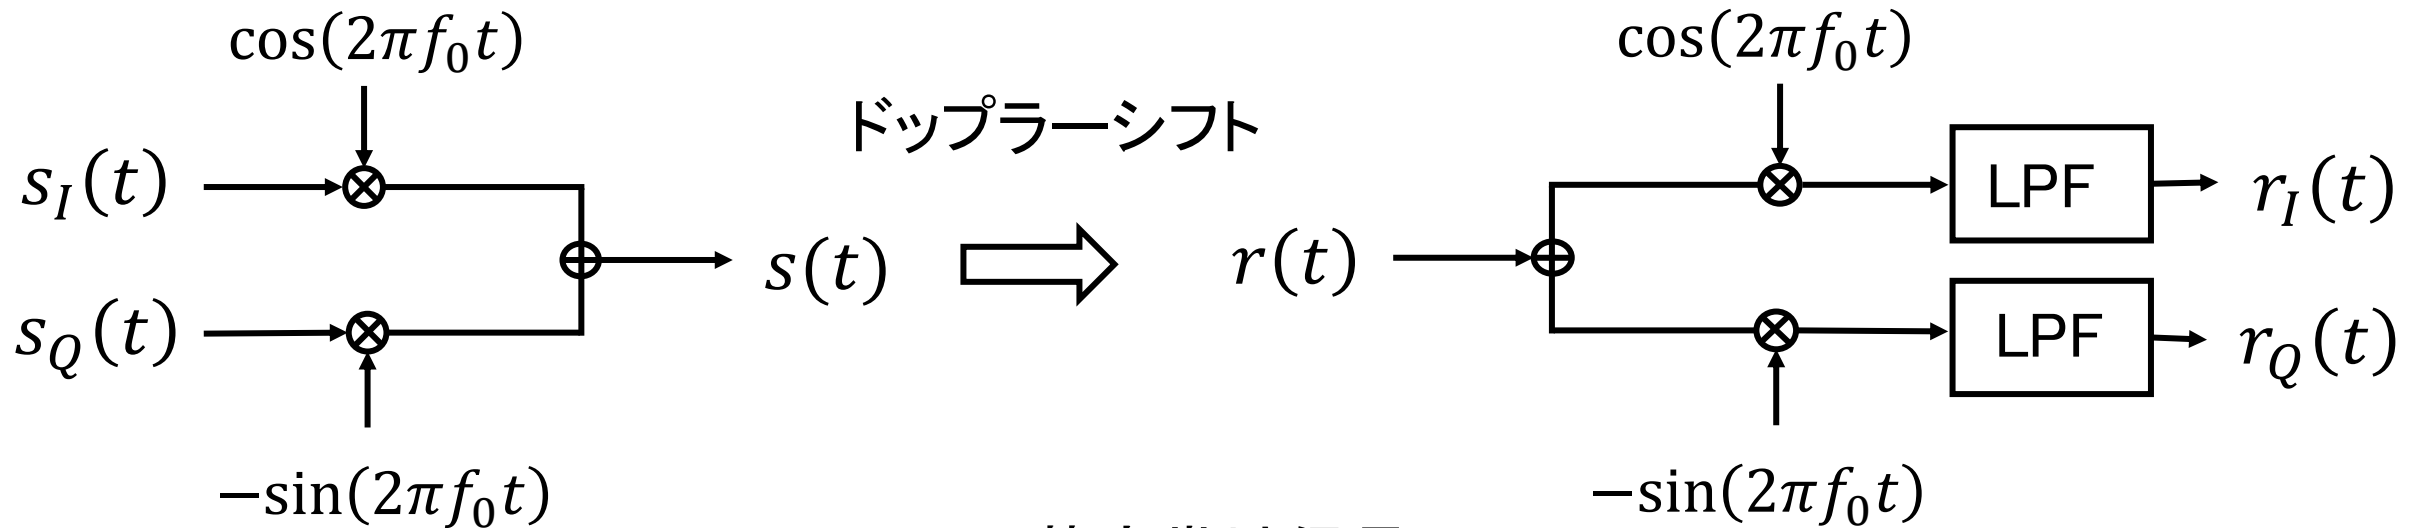 cos(2πf₀t)
cos(2πf₀t)
ドップラーシフト
s_I(t)
LPF
r_I(t)
s(t)
r(t)
s_Q(t)
LPF
r_Q(t)
−sin(2πf₀t)
−sin(2πf₀t)